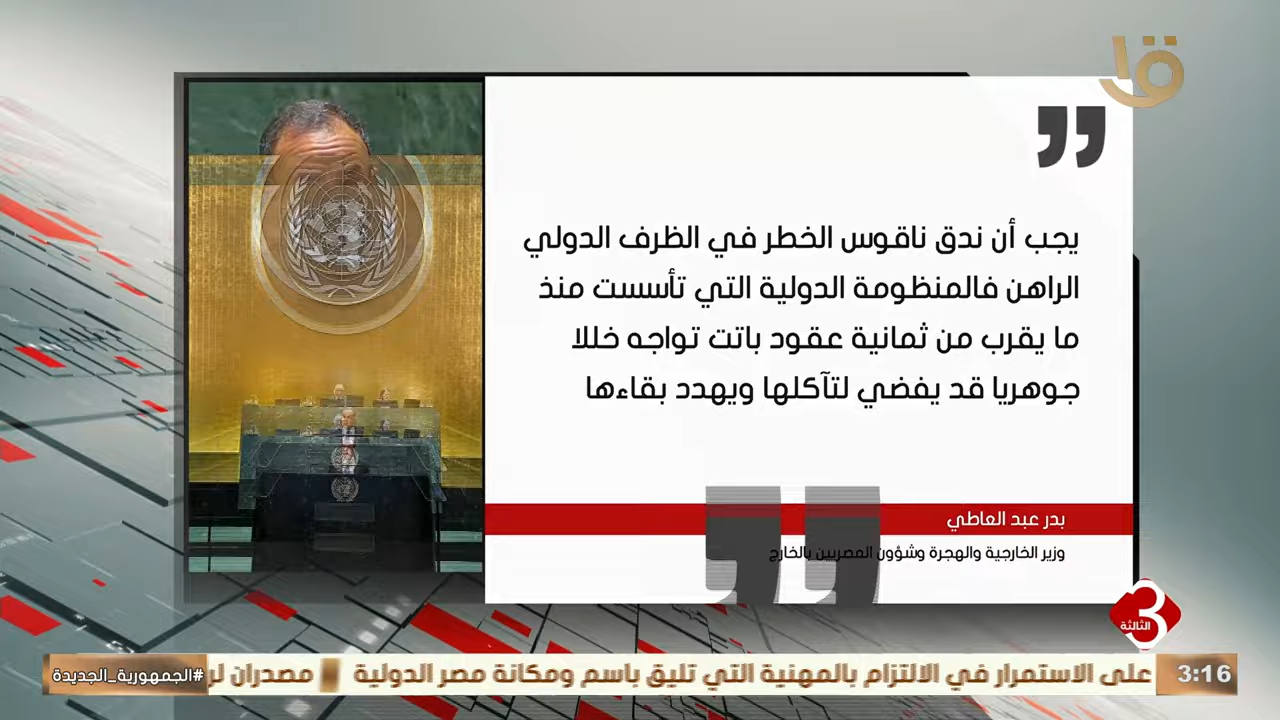 يجب أن ندق ناقوس الخطر في الظرف الدولي
الراهن فالمنظومة الدولية التي تأسست منذ
ما يقرب من ثمانية عقود باتت تواجه خللا
جوهريا قد يفضي لتآكلها ويهدد بقاءها
بدر عبد العاطي
وزير الخارجية والهجرة وشؤون المصريين بالخارج
3
الثالثة
3:16 على الاستمرار في الالتزام بالمهنية التي تليق باسم ومكانة مصر الدولية مصدران #الجمهورية_الجديدة